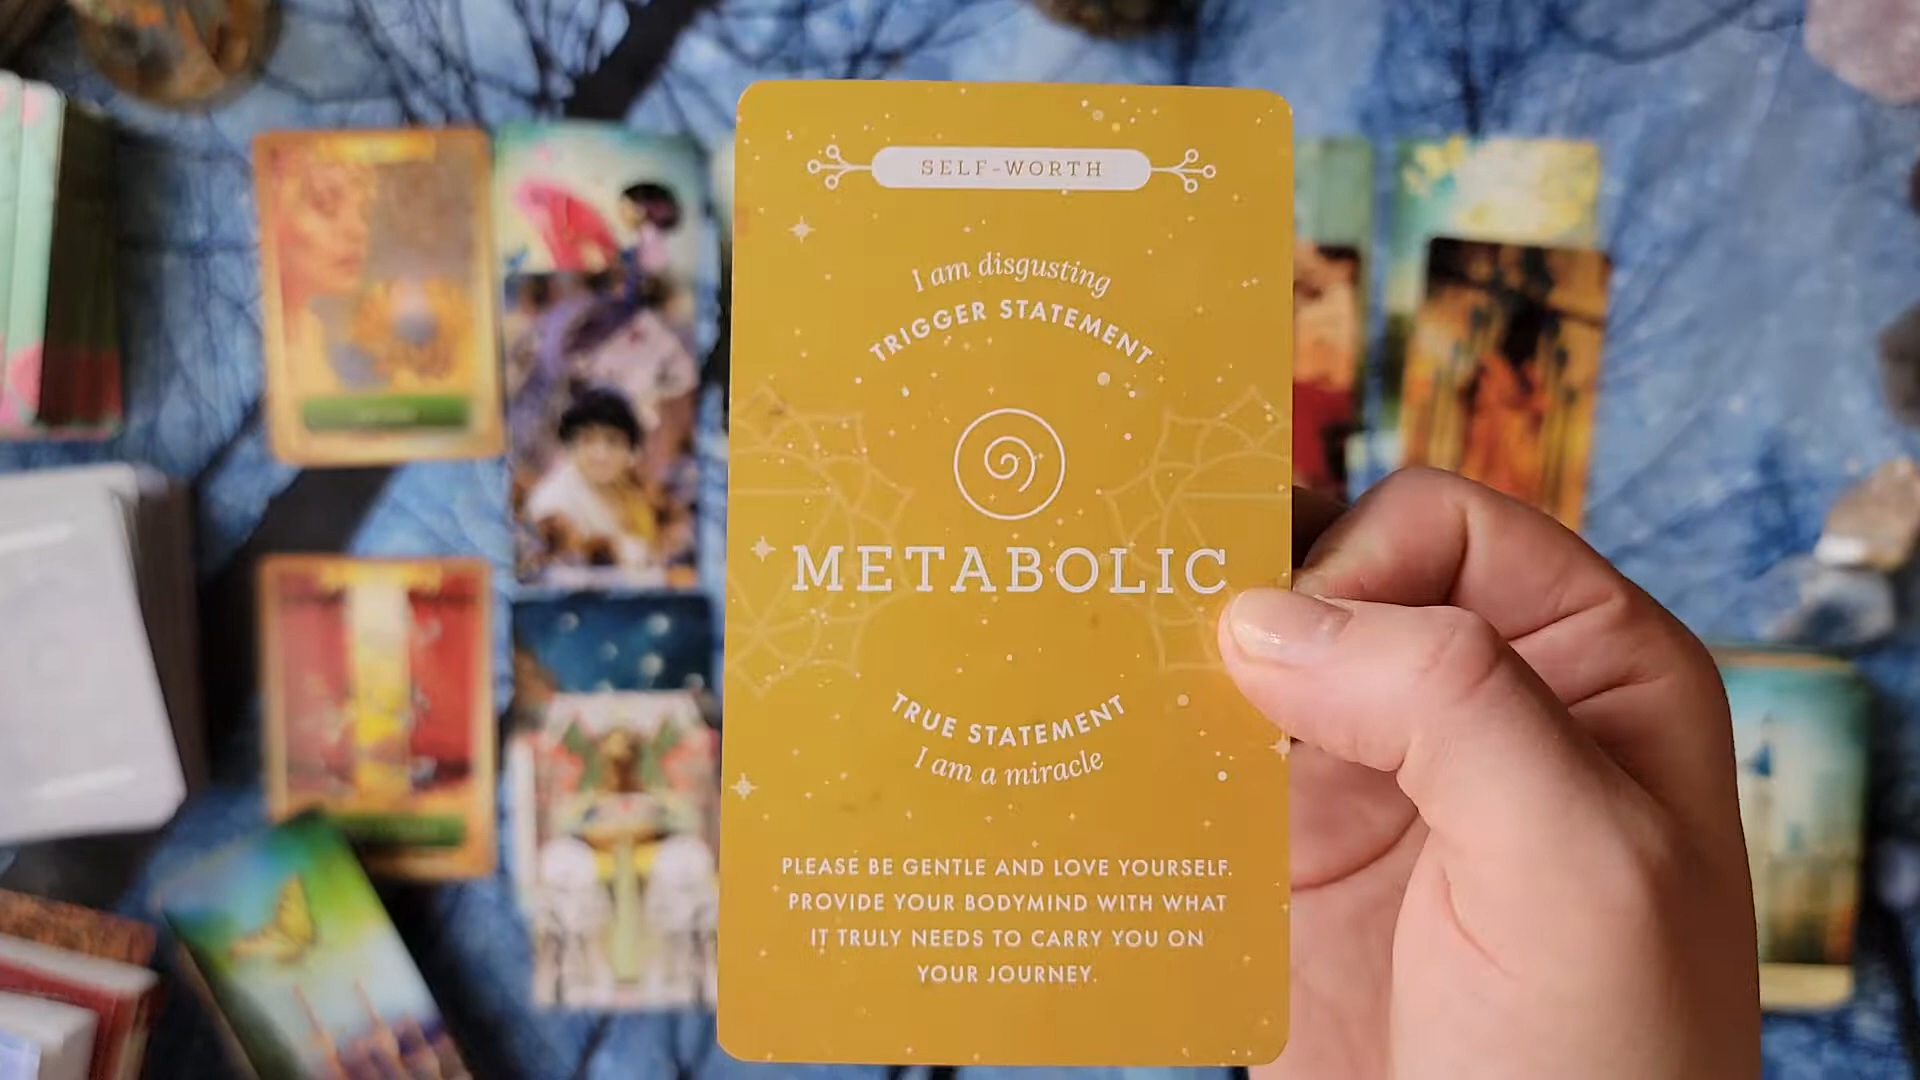 SELF-WORTH
I am disgusting
TRIGGER STATEMENT
METABOLIC
TRUE STATEMENT
I am a miracle
PLEASE BE GENTLE AND LOVE YOURSELF.
PROVIDE YOUR BODYMIND WITH WHAT
IT TRULY NEEDS TO CARRY YOU ON
YOUR JOURNEY.